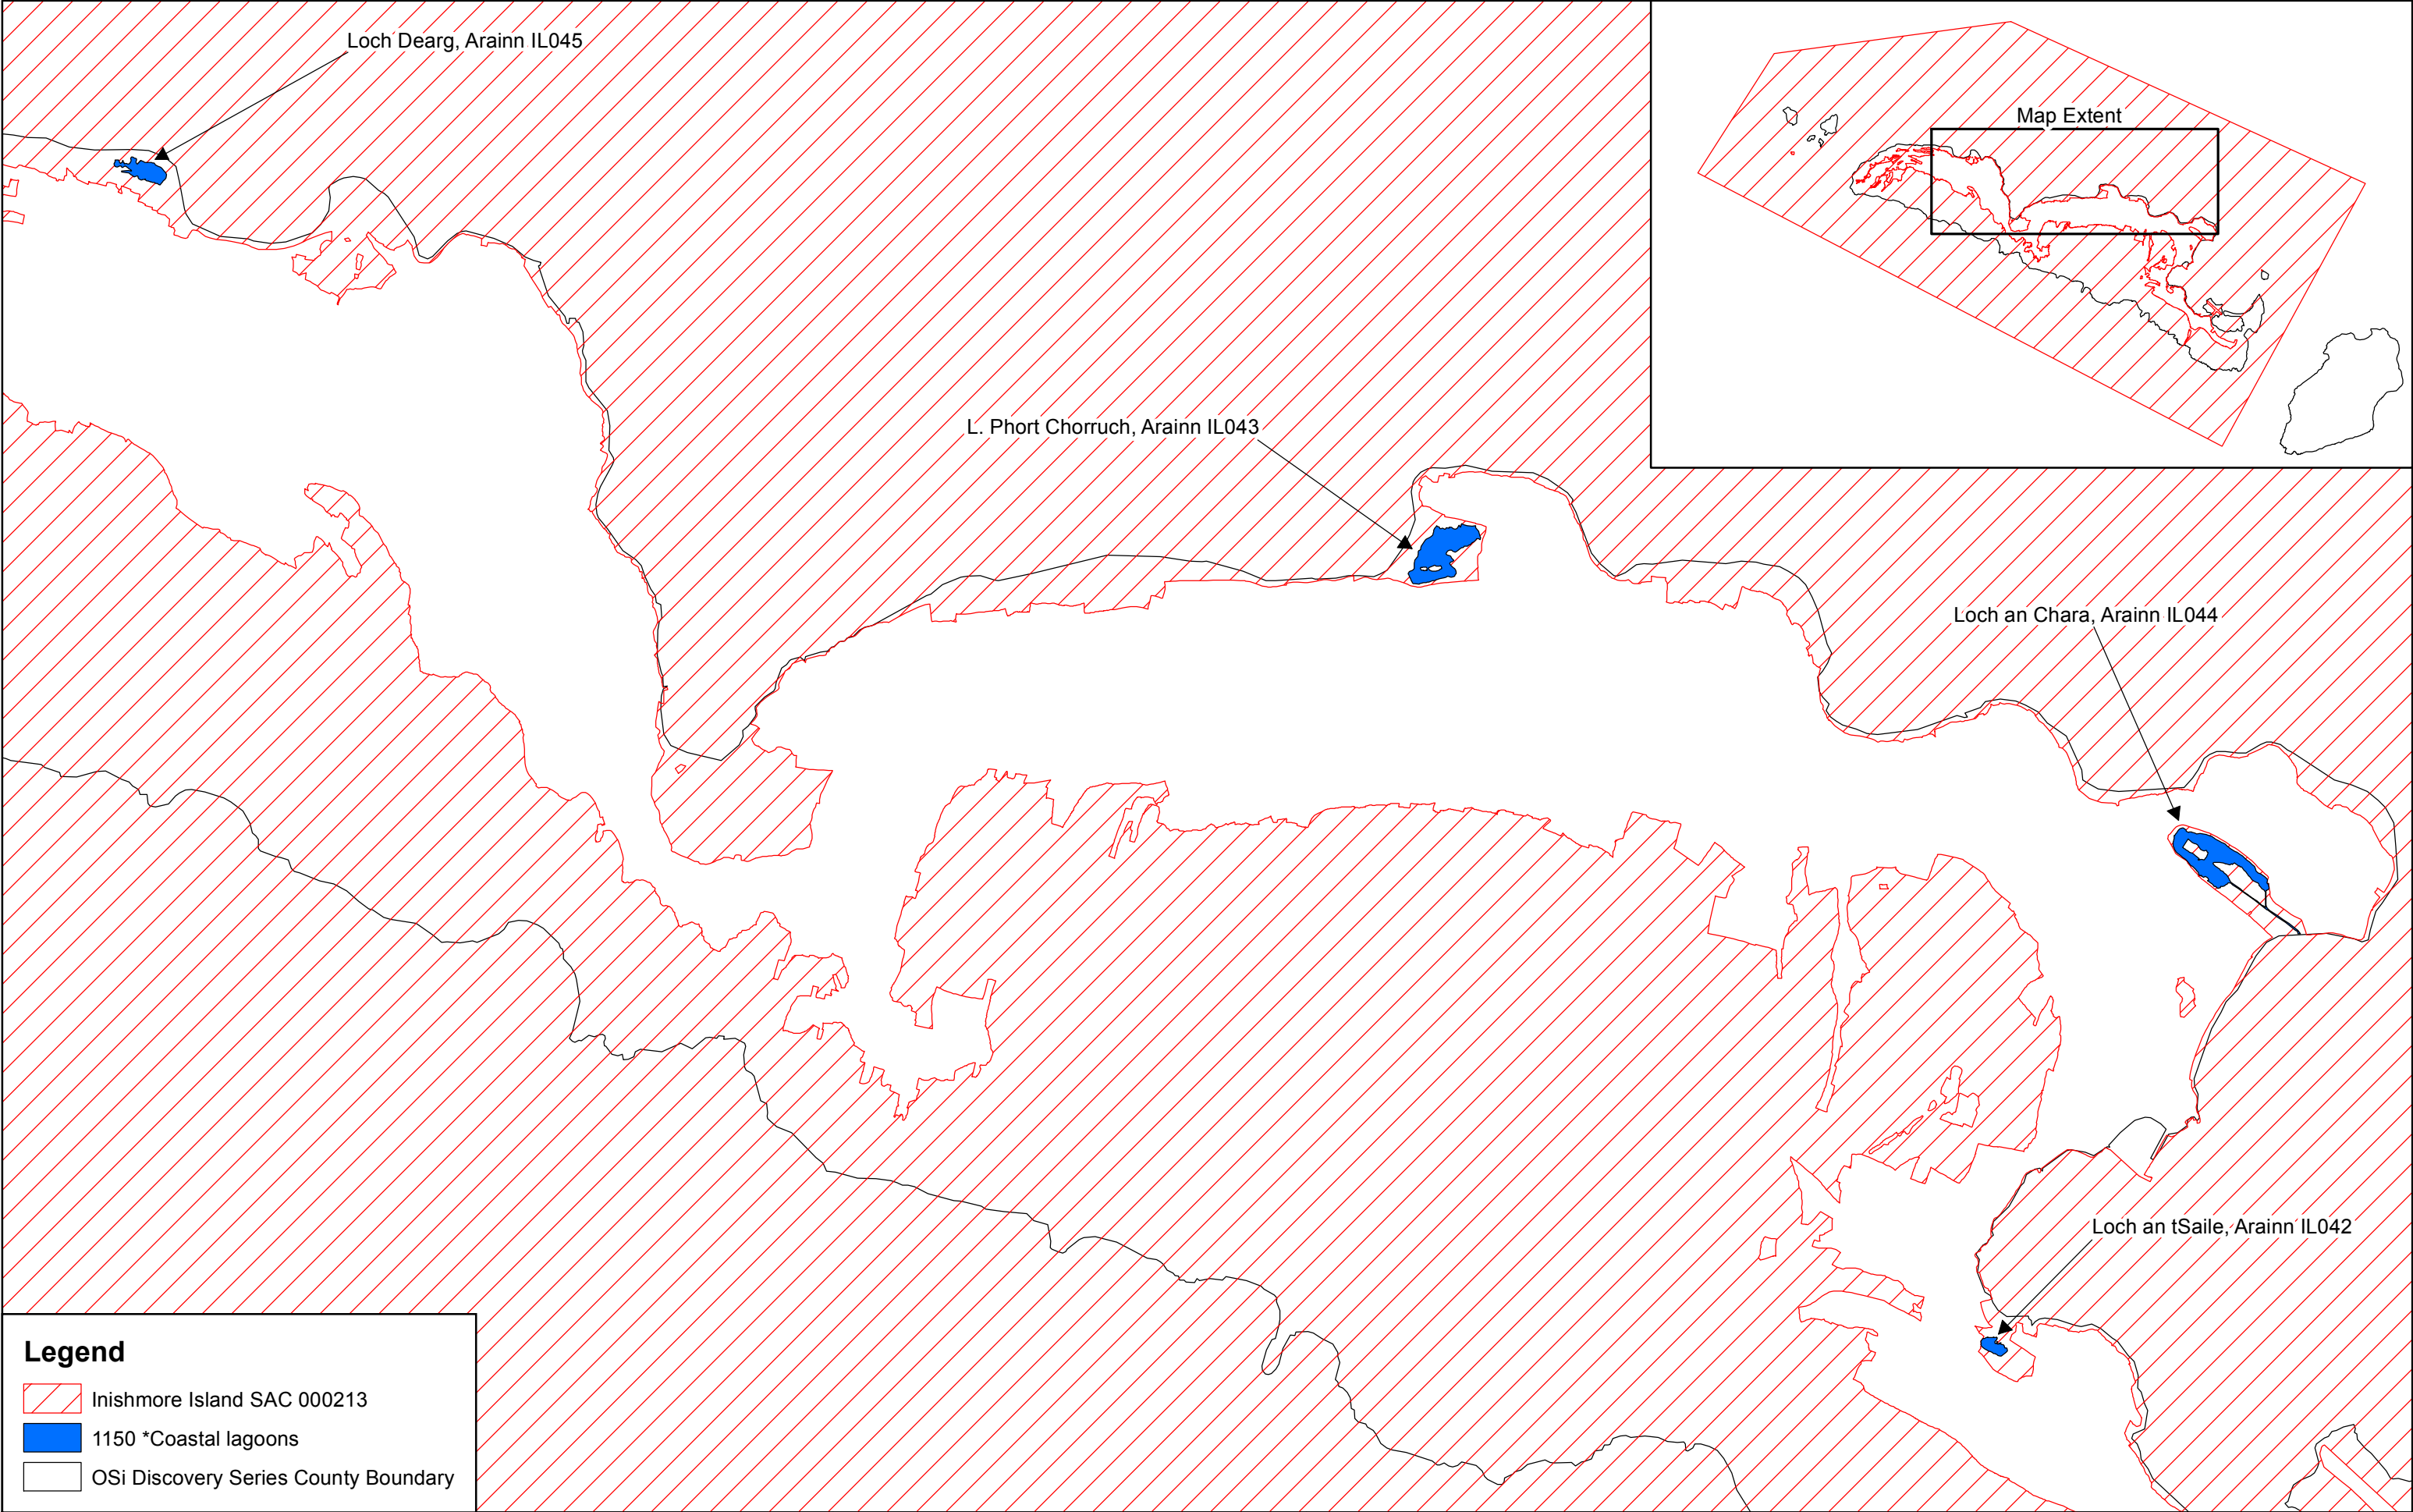 Loch Dearg, Arainn IL045
Map Extent
L. Phort Chorruch, Arainn IL043
Loch an Chara, Arainn IL044
Loch an tSaile, Arainn IL042
Legend
Inishmore Island SAC 000213
1150 *Coastal lagoons
OSi Discovery Series County Boundary